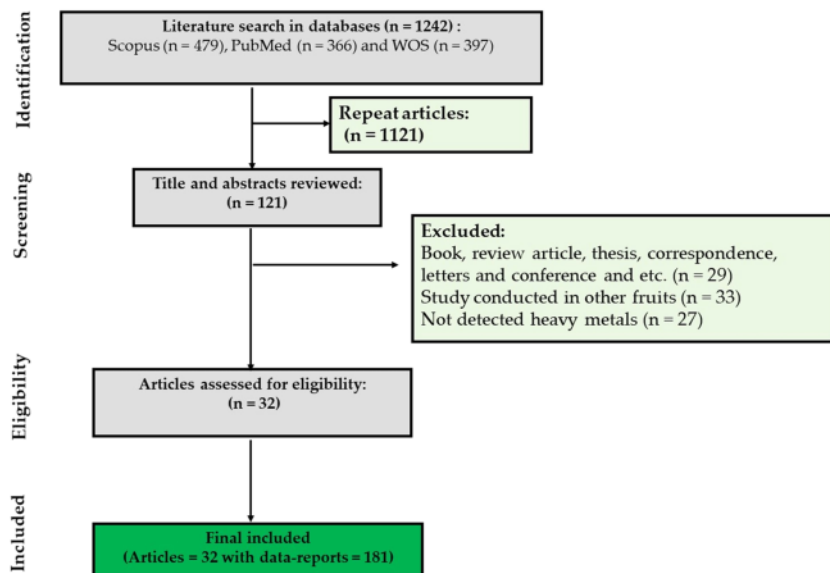 Identification
Literature search in databases (n = 1242) :
Scopus (n = 479), PubMed (n = 366) and WOS (n = 397)
Repeat articles:
(n = 1121)
Screening
Title and abstracts reviewed:
(n = 121)
Excluded:
Book, review article, thesis, correspondence,
letters and conference and etc. (n = 29)
Study conducted in other fruits (n = 33)
Not detected heavy metals (n = 27)
Eligibility
Articles assessed for eligibility:
(n = 32)
Included
Final included
(Articles = 32 with data-reports = 181)